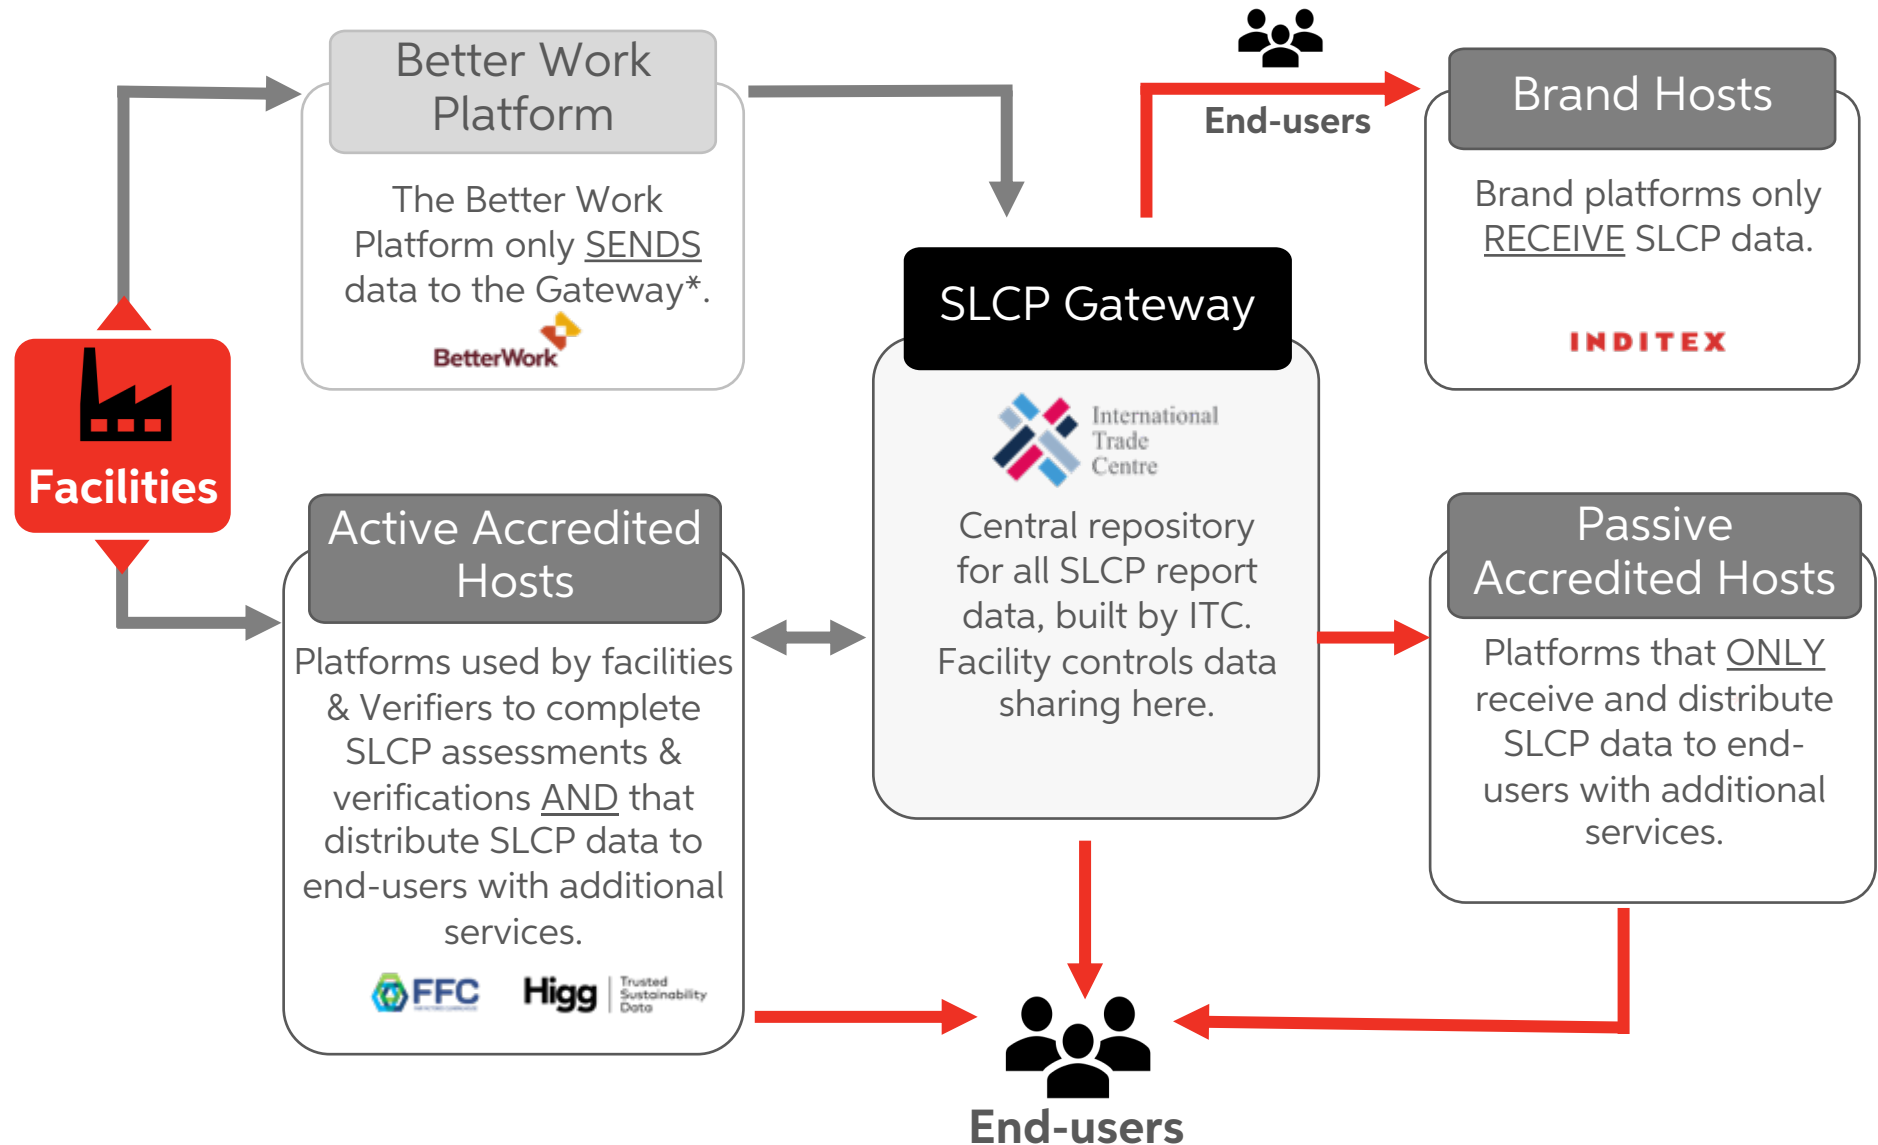 Better Work
Platform
The Better Work
Platform only SENDS
data to the Gateway*.
BetterWork
End-users
Brand Hosts
Brand platforms only
RECEIVE SLCP data.
INDITEX
Facilities
SLCP Gateway
International
Trade
Centre
Central repository
for all SLCP report
data, built by ITC.
Facility controls data
sharing here.
Active Accredited
Hosts
Platforms used by facilities
& Verifiers to complete
SLCP assessments &
verifications AND that
distribute SLCP data to
end-users with additional
services.
FFC
Higg
Trusted
Sustainability
Data
Passive
Accredited Hosts
Platforms that ONLY
receive and distribute
SLCP data to end-
users with additional
services.
End-users